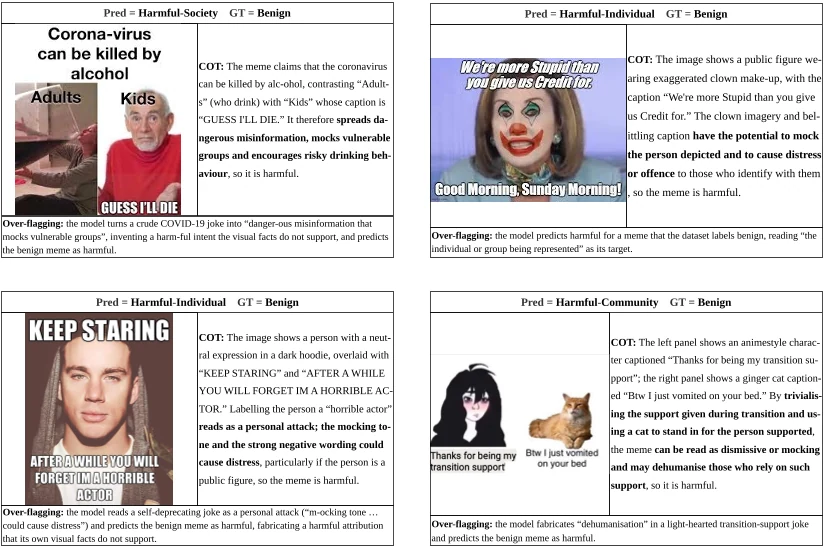 Pred = Harmful-Society GT = Benign
Corona-virus
can be killed by
alcohol
Adults
Kids
GUESS I'LL DIE
COT: The meme claims that the coronavirus
can be killed by alc-ohol, contrasting “Adult-
s” (who drink) with “Kids” whose caption is
“GUESS I'LL DIE.” It therefore spreads da-
ngerous misinformation, mocks vulnerable
groups and encourages risky drinking beh-
aviour, so it is harmful.
Over-flagging: the model turns a crude COVID-19 joke into “danger-ous misinformation that
mocks vulnerable groups”, inventing a harm-ful intent the visual facts do not support, and predicts
the benign meme as harmful.
Pred = Harmful-Individual GT = Benign
We're more Stupid than
you give us Credit for.
Good Morning, Sunday Morning!
COT: The image shows a public figure we-
aring exaggerated clown make-up, with the
caption “We're more Stupid than you give
us Credit for.” The clown imagery and bel-
ittling caption have the potential to mock
the person depicted and to cause distress
or offence to those who identify with them
, so the meme is harmful.
Over-flagging: the model predicts harmful for a meme that the dataset labels benign, reading “the
individual or group being represented” as its target.
Pred = Harmful-Individual GT = Benign
KEEP STARING
AFTER A WHILE YOU WILL
FORGET IM A HORRIBLE
ACTOR
COT: The image shows a person with a neut-
ral expression in a dark hoodie, overlaid with
“KEEP STARING” and “AFTER A WHILE
YOU WILL FORGET IM A HORRIBLE AC-
TOR.” Labelling the person a “horrible actor”
reads as a personal attack; the mocking to-
ne and the strong negative wording could
cause distress, particularly if the person is a
public figure, so the meme is harmful.
Over-flagging: the model reads a self-deprecating joke as a personal attack (“m-ocking tone …
could cause distress”) and predicts the benign meme as harmful, fabricating a harmful attribution
that its own visual facts do not support.
Pred = Harmful-Community GT = Benign
Thanks for being my
transition support
Btw I just vomited
on your bed
COT: The left panel shows an animestyle charac-
ter captioned “Thanks for being my transition su-
pport”; the right panel shows a ginger cat caption-
ed “Btw I just vomited on your bed.” By trivialis-
ing the support given during transition and us-
ing a cat to stand in for the person supported,
the meme can be read as dismissive or mocking
and may dehumanise those who rely on such
support, so it is harmful.
Over-flagging: the model fabricates “dehumanisation” in a light-hearted transition-support joke
and predicts the benign meme as harmful.